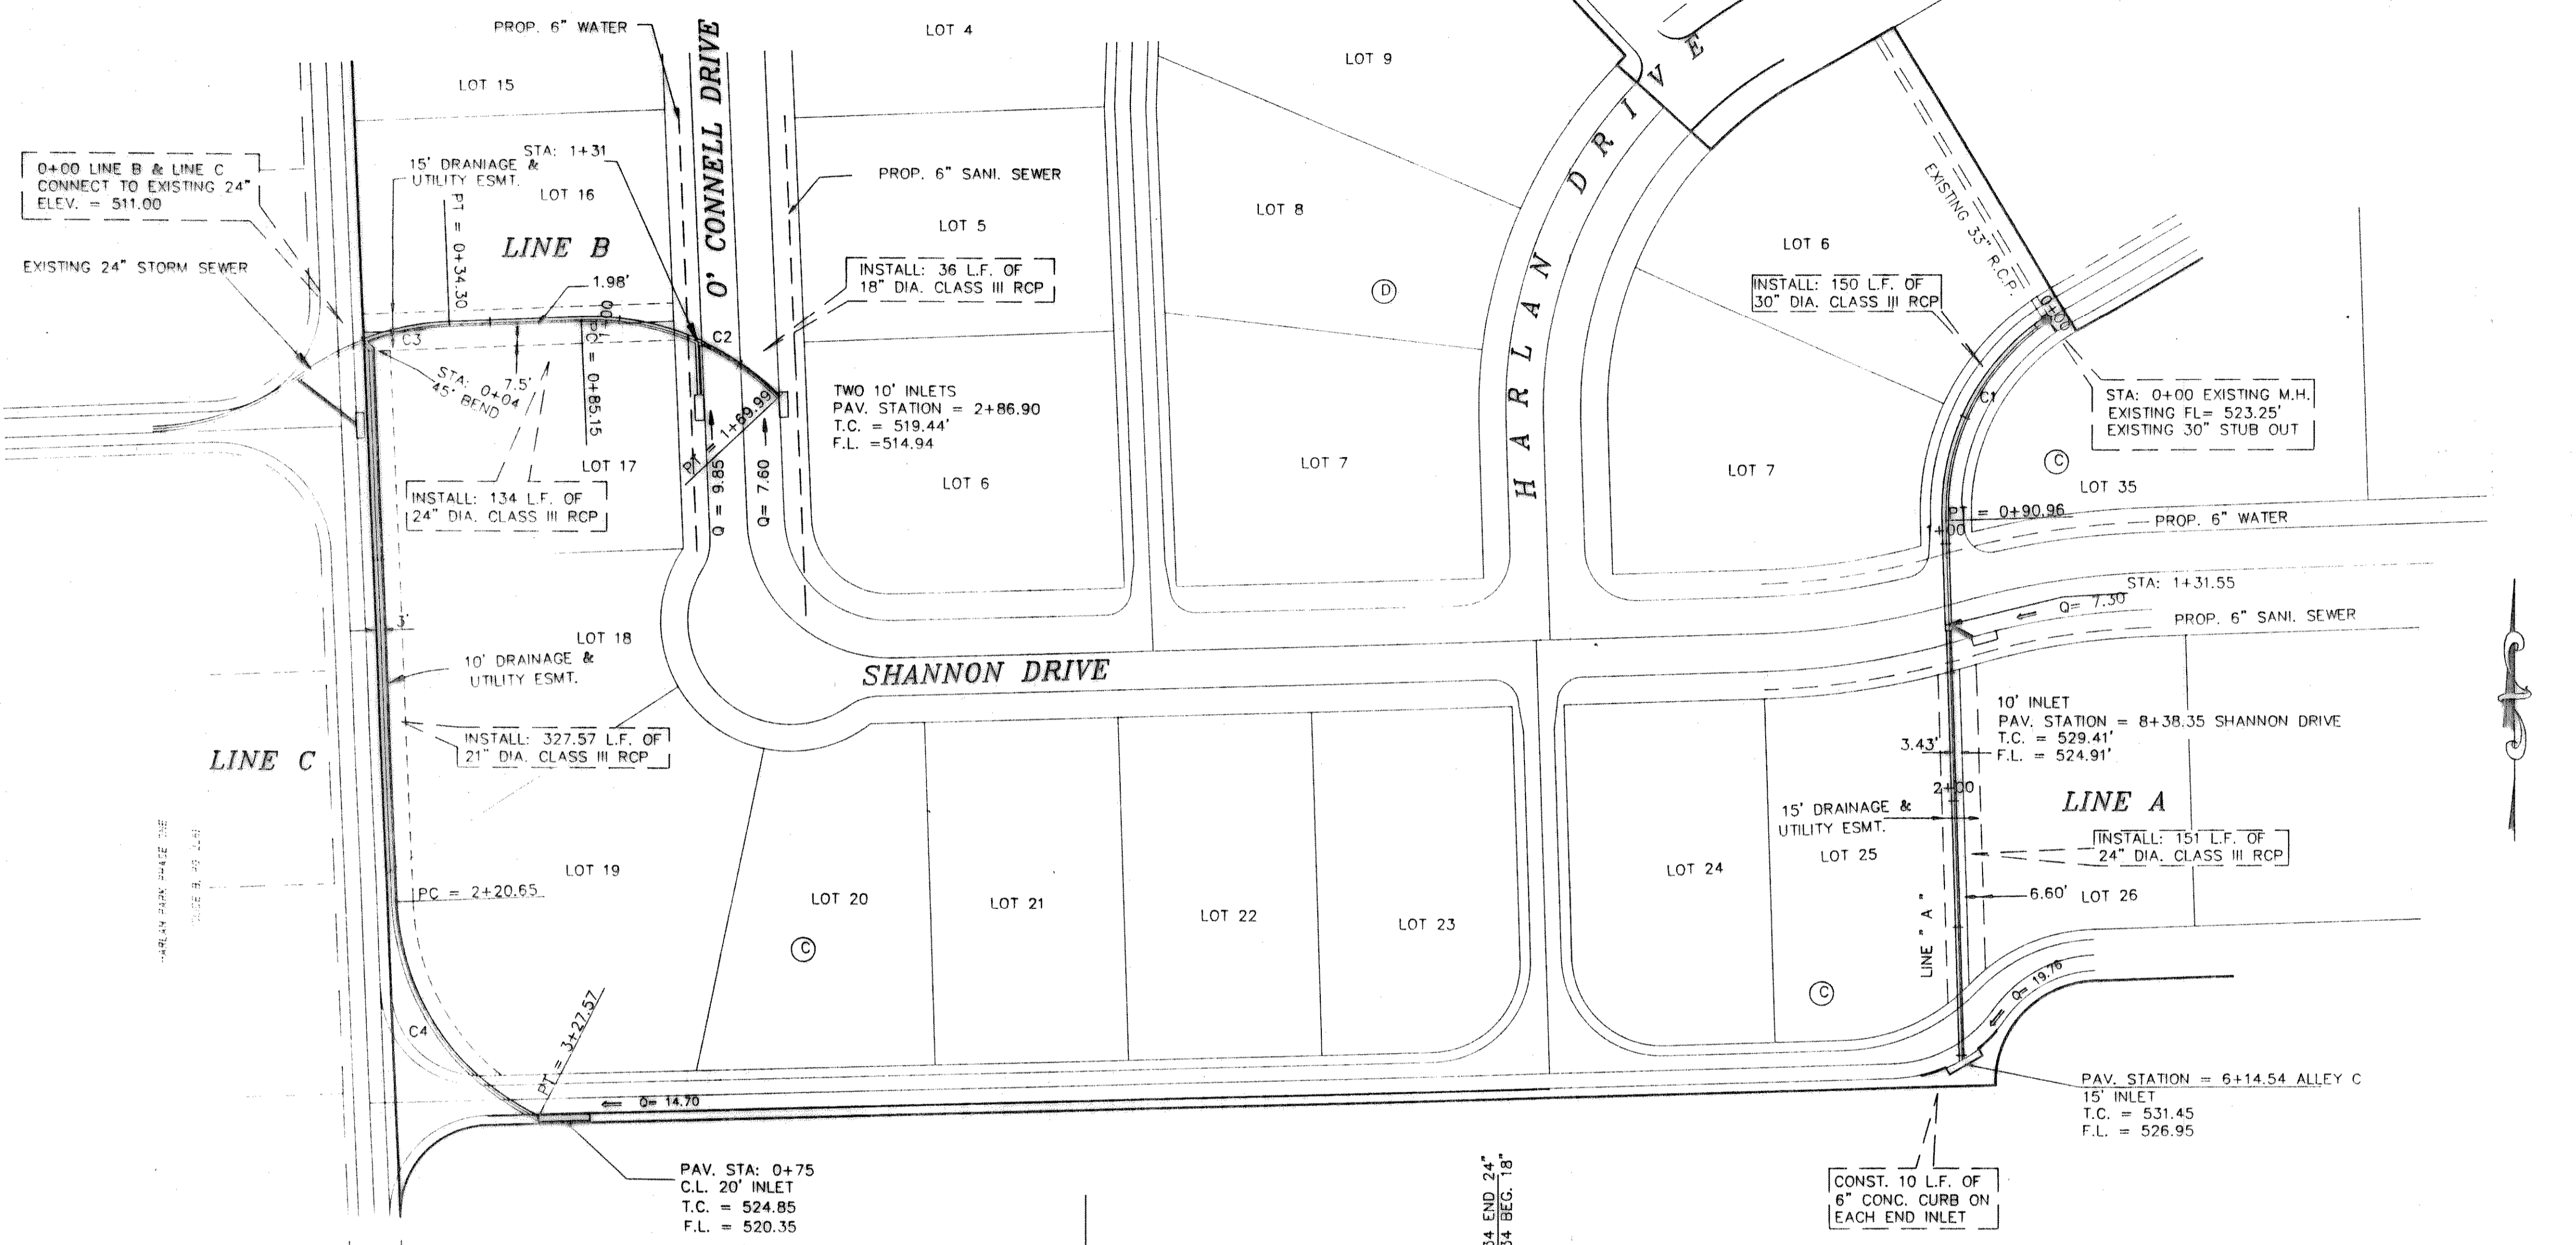 PROP. 6" WATER
O' CONNELL DRIVE
LOT 4
LOT 9
LOT 15
HARLAN DRIVE
0+00 LINE B & LINE C
CONNECT TO EXISTING 24"
ELEV. = 511.00
15' DRANIAGE &
UTILITY ESMT.
STA: 1+31
LOT 16
PT = 0+34.30
LINE B
1.98'
PROP. 6" SANI. SEWER
LOT 5
LOT 8
LOT 6
EXISTING 33" R.C.P.
EXISTING 24" STORM SEWER
INSTALL: 36 L.F. OF
18" DIA. CLASS III RCP
D
INSTALL: 150 L.F. OF
30" DIA. CLASS III RCP
0+00
C3
C2
PC = 0+85.15
STA: 0+04
45° BEND
7.5'
PT = 1+69.99
TWO 10' INLETS
PAV. STATION = 2+86.90
T.C. = 519.44'
F.L. =514.94
C1
STA: 0+00 EXISTING M.H.
EXISTING FL= 523.25'
EXISTING 30" STUB OUT
C
LOT 17
Q = 9.85
Q= 7.60
LOT 6
LOT 7
LOT 7
LOT 35
INSTALL: 134 L.F. OF
24" DIA. CLASS III RCP
PT = 0+90.96
1+00
PROP. 6" WATER
STA: 1+31.55
Q= 7.30
PROP. 6" SANI. SEWER
3'
LOT 18
10' DRAINAGE &
UTILITY ESMT.
SHANNON DRIVE
INSTALL: 327.57 L.F. OF
21" DIA. CLASS III RCP
LINE C
10' INLET
PAV. STATION = 8+38.35 SHANNON DRIVE
T.C. = 529.41'
F.L. = 524.91'
3.43'
2+00
LINE A
15' DRAINAGE &
UTILITY ESMT.
LOT 25
INSTALL: 151 L.F. OF
24" DIA. CLASS III RCP
LOT 19
PC = 2+20.65
LOT 20
LOT 21
LOT 22
LOT 23
LOT 24
6.60'
LOT 26
LINE " A "
C
C
Q= 19.76
C4
PT = 3+27.57
Q= 14.70
PAV. STATION = 6+14.54 ALLEY C
15' INLET
T.C. = 531.45
F.L. = 526.95
PAV. STA: 0+75
C.L. 20' INLET
T.C. = 524.85
F.L. = 520.35
34 END 24"
34 BEG. 18"
CONST. 10 L.F. OF
6" CONC. CURB ON
EACH END INLET